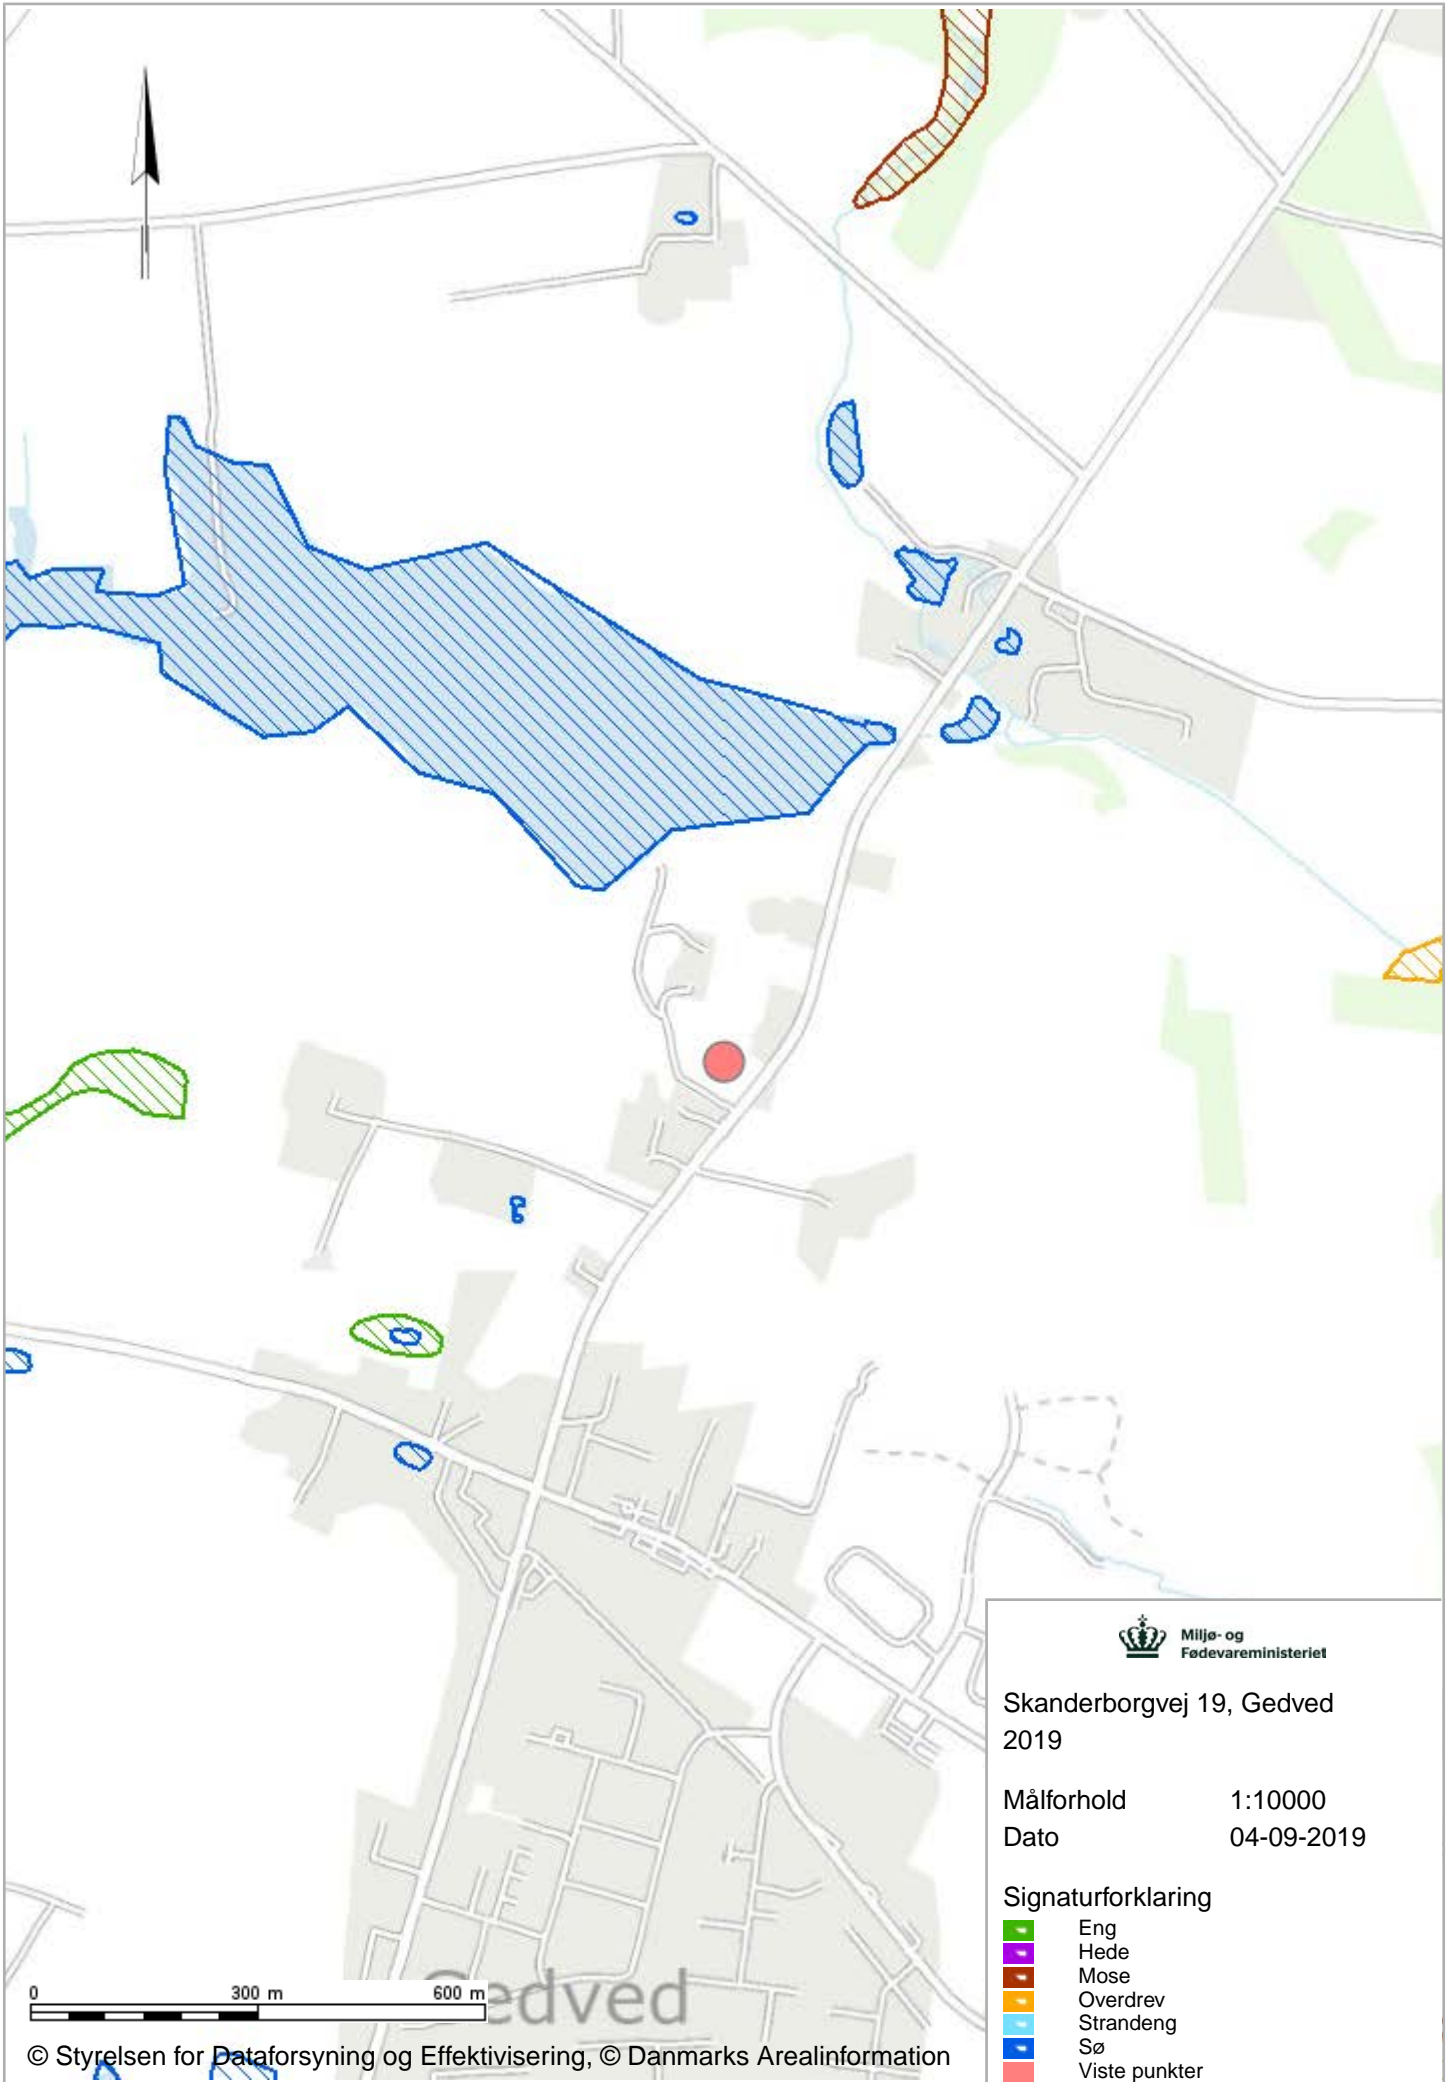 Miljø- og
Fødevareministeriet
Skanderborgvej 19, Gedved
2019
Målforhold 1:10000
Dato 04-09-2019
Signaturforklaring
Eng
Hede
Mose
Overdrev
Strandeng
Sø
Viste punkter
0 300 m 600 m
Gedved
© Styrelsen for Dataforsyning og Effektivisering, © Danmarks Arealinformation